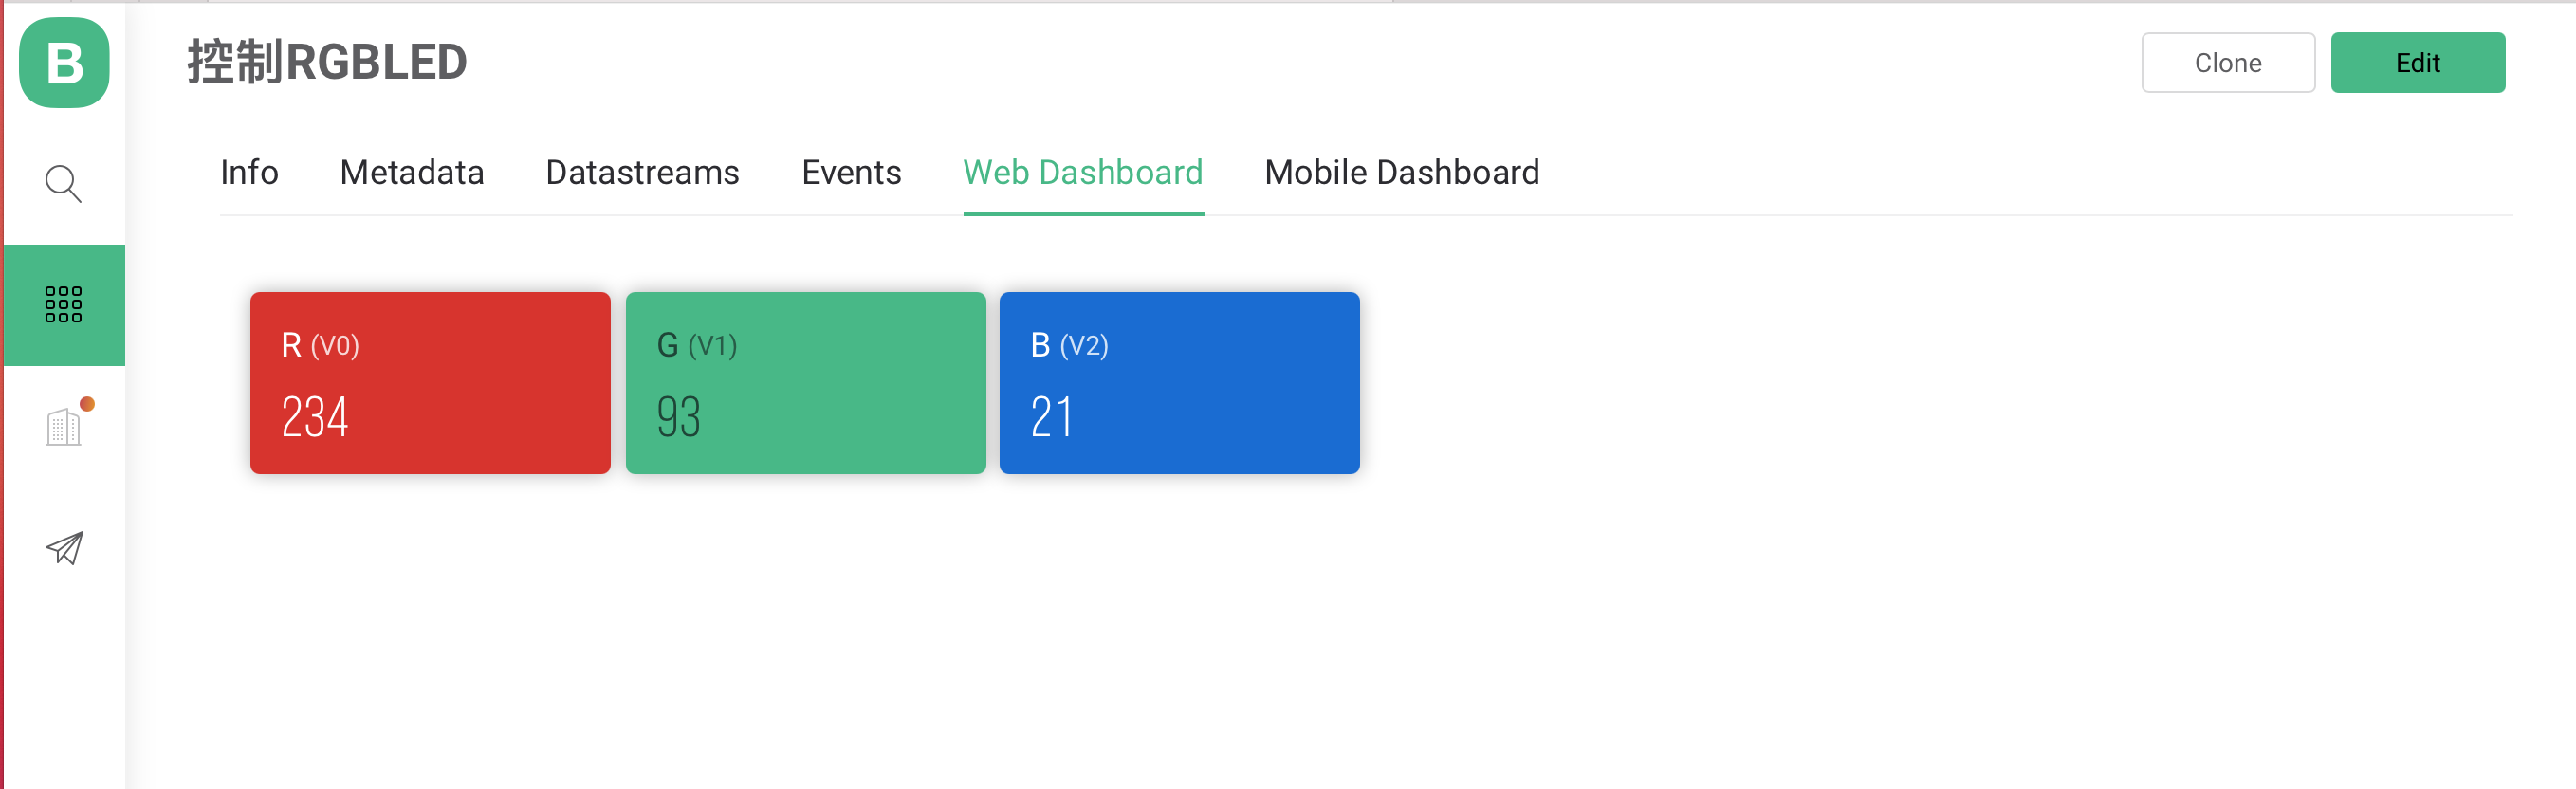 B
控制RGBLED
Clone
Edit
Info Metadata Datastreams Events Web Dashboard Mobile Dashboard
R (V0)
234
G (V1)
93
B (V2)
21